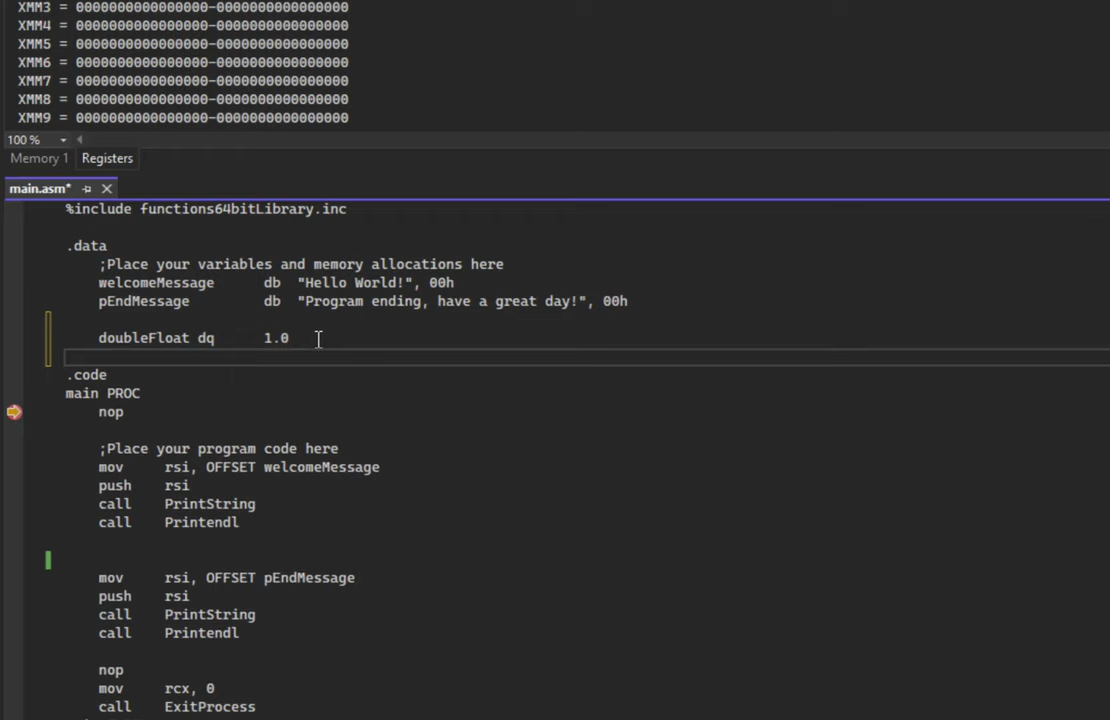 XMM3 = 0000000000000000-0000000000000000
XMM4 = 0000000000000000-0000000000000000
XMM5 = 0000000000000000-0000000000000000
XMM6 = 0000000000000000-0000000000000000
XMM7 = 0000000000000000-0000000000000000
XMM8 = 0000000000000000-0000000000000000
XMM9 = 0000000000000000-0000000000000000
100 %
Memory 1 Registers
main.asm*
%include functions64bitLibrary.inc
.data
;Place your variables and memory allocations here
welcomeMessage db "Hello World!", 00h
pEndMessage db "Program ending, have a great day!", 00h
doubleFloat dq 1.0
.code
main PROC
nop
;Place your program code here
mov rsi, OFFSET welcomeMessage
push rsi
call PrintString
call Printendl
mov rsi, OFFSET pEndMessage
push rsi
call PrintString
call Printendl
nop
mov rcx, 0
call ExitProcess